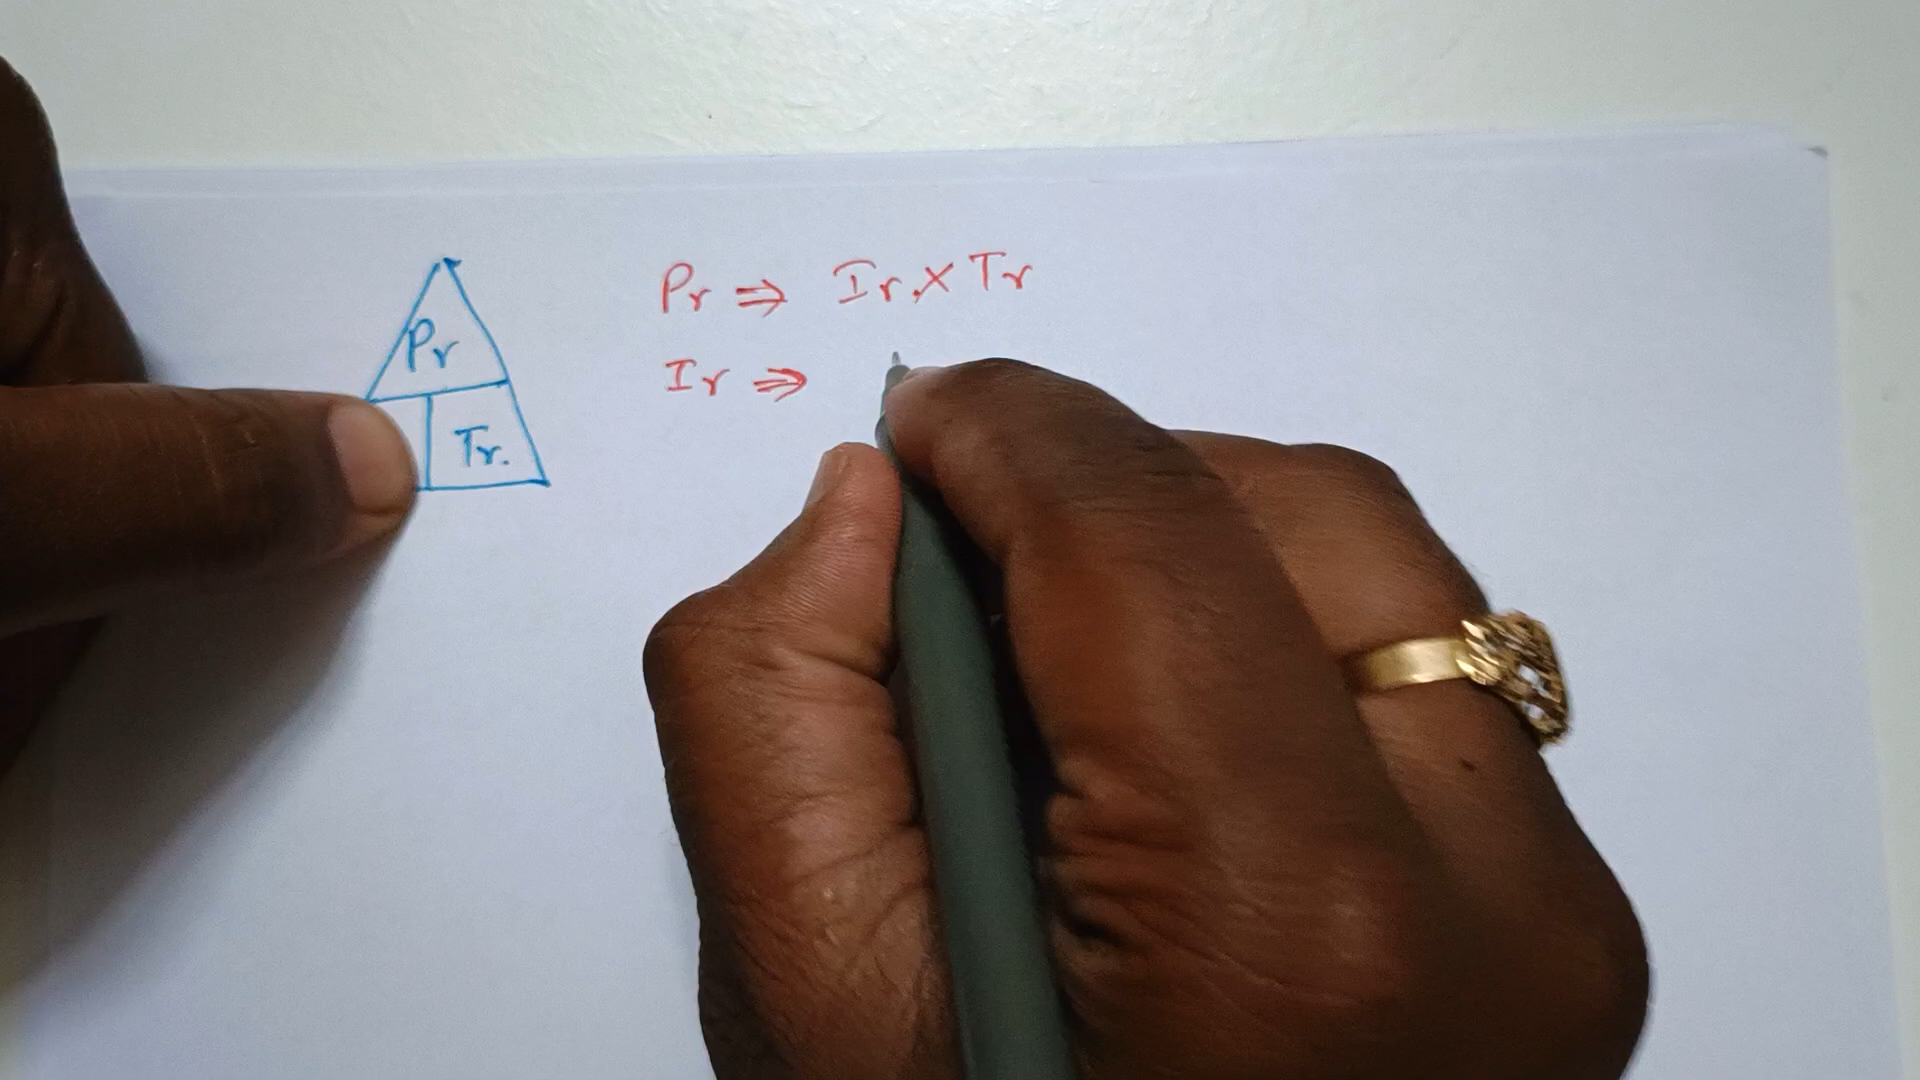 Pr
Tr.
Pr ⇒ Ir. X Tr
Ir ⇒